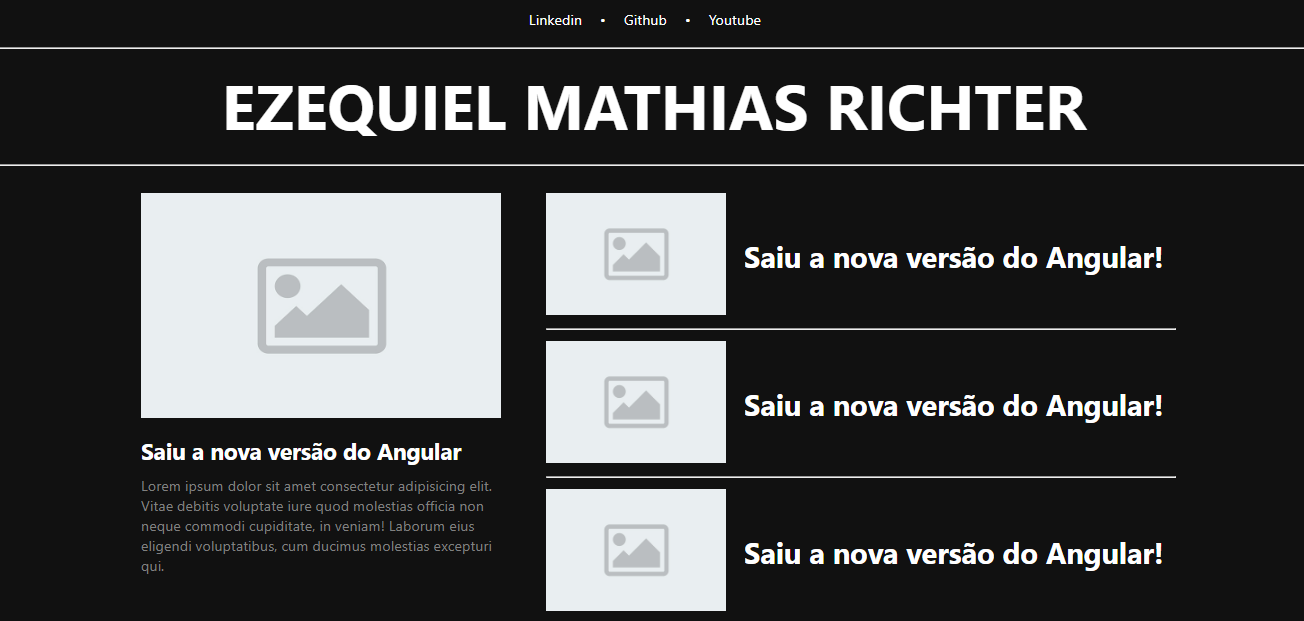 Linkedin • Github • Youtube
EZEQUIEL MATHIAS RICHTER
Saiu a nova versão do Angular
Lorem ipsum dolor sit amet consectetur adipisicing elit.
Vitae debitis voluptate iure quod molestias officia non
neque commodi cupiditate, in veniam! Laborum eius
eligendi voluptatibus, cum ducimus molestias excepturi
qui.
Saiu a nova versão do Angular!
Saiu a nova versão do Angular!
Saiu a nova versão do Angular!